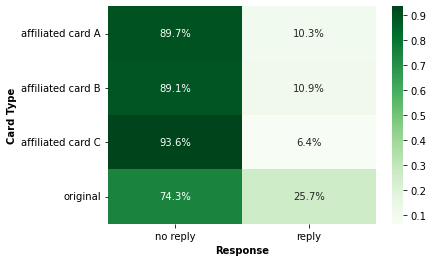 affiliated card A 89.7% 10.3%
affiliated card B 89.1% 10.9%
affiliated card C 93.6% 6.4%
original 74.3% 25.7%
no reply reply
Response
Card Type
0.9
0.8
0.7
0.6
0.5
0.4
0.3
0.2
0.1